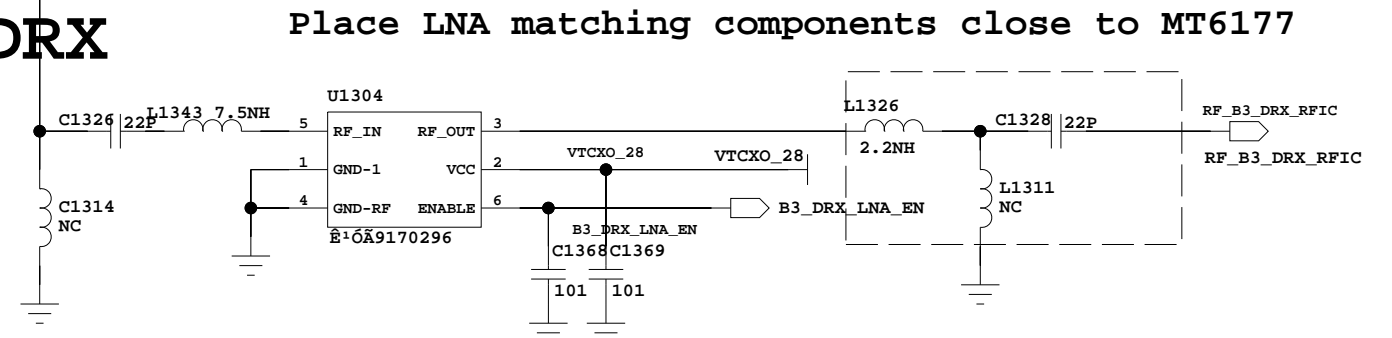 DRX
Place LNA matching components close to MT6177
C1326
22P
L1343 7.5NH
5
U1304
RF_IN
RF_OUT
3
L1326
2.2NH
C1328
22P
RF_B3_DRX_RFIC
RF_B3_DRX_RFIC
1
GND-1
VCC
2
VTCXO_28
VTCXO_28
4
GND-RF
ENABLE
6
B3_DRX_LNA_EN
B3_DRX_LNA_EN
Ê¹ÓÃ9170296
C1314
NC
L1311
NC
C1368
C1369
101
101